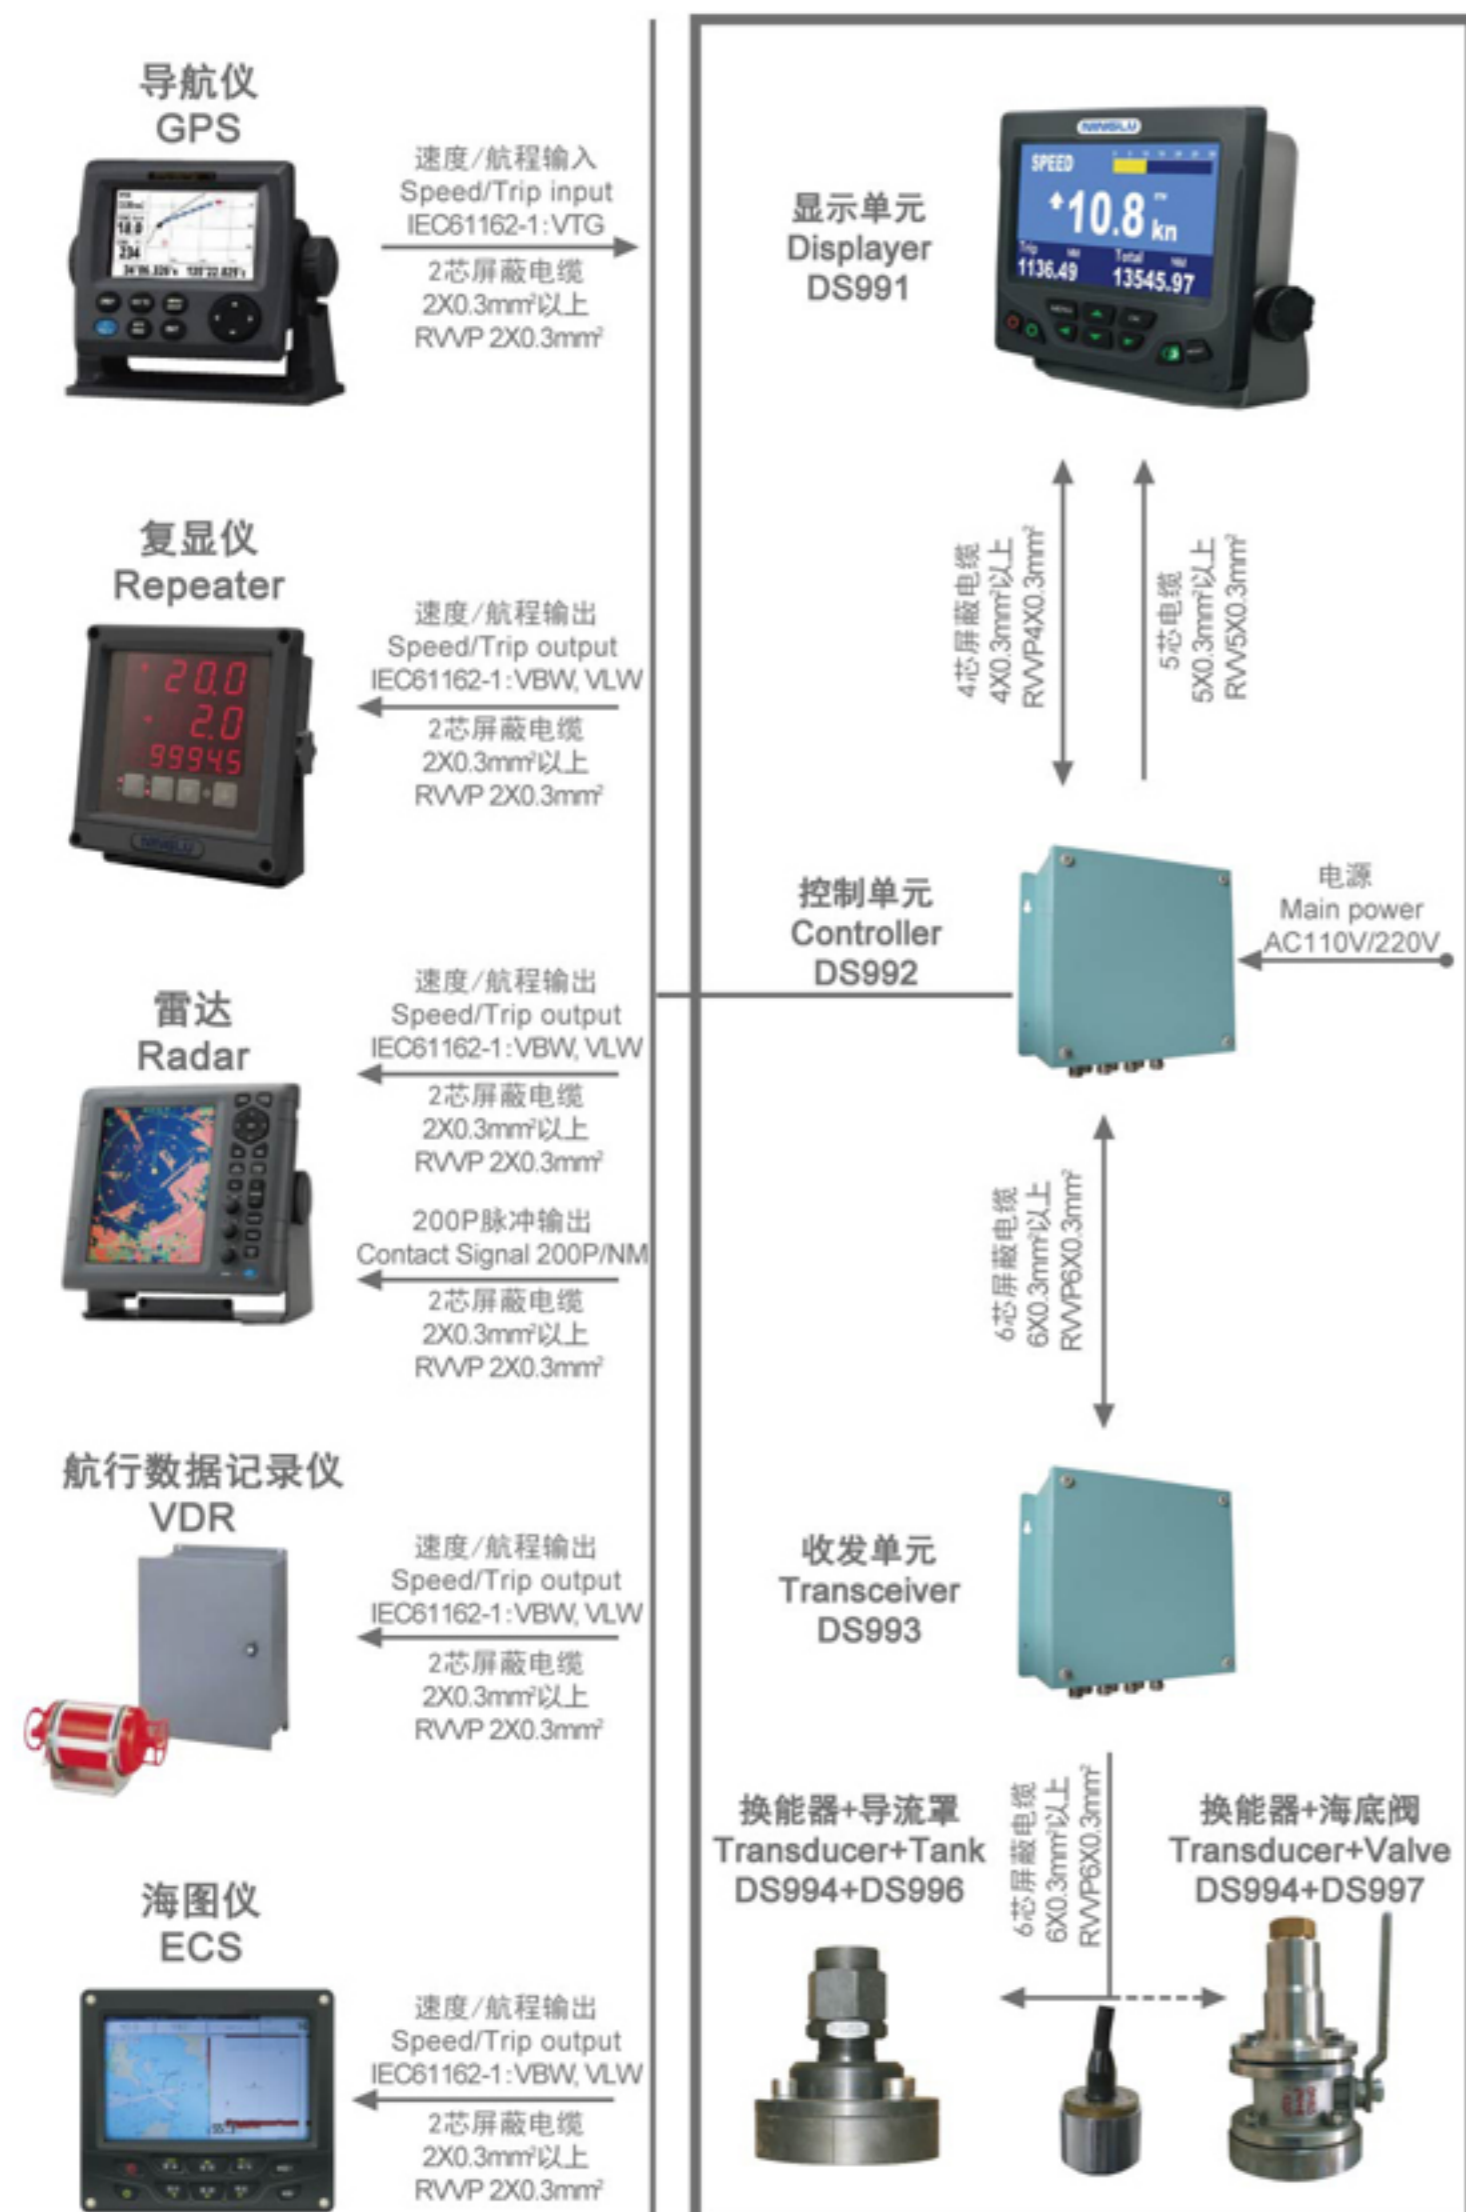 导航仪
GPS
速度/航程输入
Speed/Trip input
IEC61162-1:VTG
2芯屏蔽电缆
2X0.3mm²以上
RVVP 2X0.3mm²
复显仪
Repeater
20.0
2.0
9994.5
NINGLU
速度/航程输出
Speed/Trip output
IEC61162-1:VBW, VLW
2芯屏蔽电缆
2X0.3mm²以上
RVVP 2X0.3mm²
雷达
Radar
速度/航程输出
Speed/Trip output
IEC61162-1:VBW, VLW
2芯屏蔽电缆
2X0.3mm²以上
RVVP 2X0.3mm²
200P脉冲输出
Contact Signal 200P/NM
2芯屏蔽电缆
2X0.3mm²以上
RVVP 2X0.3mm²
航行数据记录仪
VDR
速度/航程输出
Speed/Trip output
IEC61162-1:VBW, VLW
2芯屏蔽电缆
2X0.3mm²以上
RVVP 2X0.3mm²
海图仪
ECS
速度/航程输出
Speed/Trip output
IEC61162-1:VBW, VLW
2芯屏蔽电缆
2X0.3mm²以上
RVVP 2X0.3mm²
显示单元
Displayer
DS991
NINGLU
SPEED
10.8 kn
Trip NM Total NM
1136.49 13545.97
4芯屏蔽电缆
4X0.3mm²以上
RVVP4X0.3mm²
5芯电缆
5X0.3mm²以上
RVV5X0.3mm²
控制单元
Controller
DS992
电源
Main power
AC110V/220V
6芯屏蔽电缆
6X0.3mm²以上
RVVP6X0.3mm²
收发单元
Transceiver
DS993
换能器+导流罩
Transducer+Tank
DS994+DS996
6芯屏蔽电缆
6X0.3mm²以上
RVVP6X0.3mm²
换能器+海底阀
Transducer+Valve
DS994+DS997